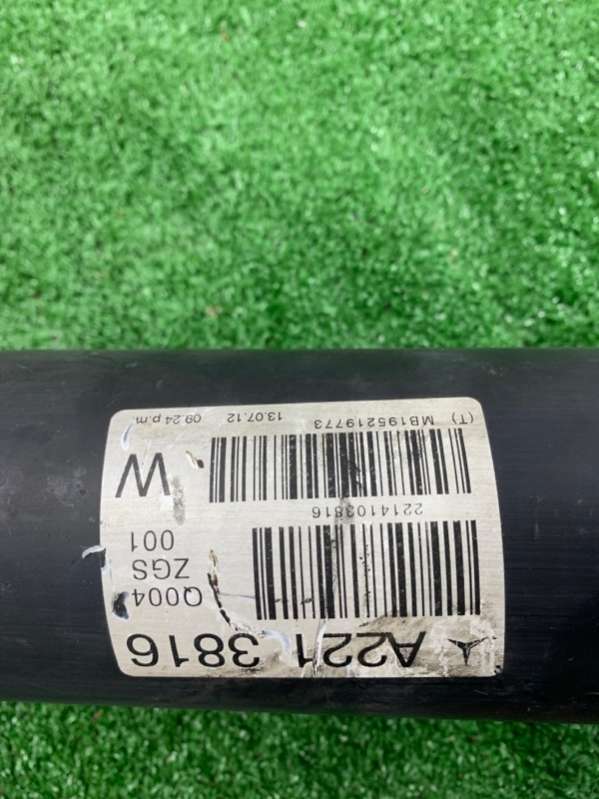 A221 3816
Q004
ZGS
001
2214103816
W
(T) MB195219773 13.07.12 09.24 p.m.